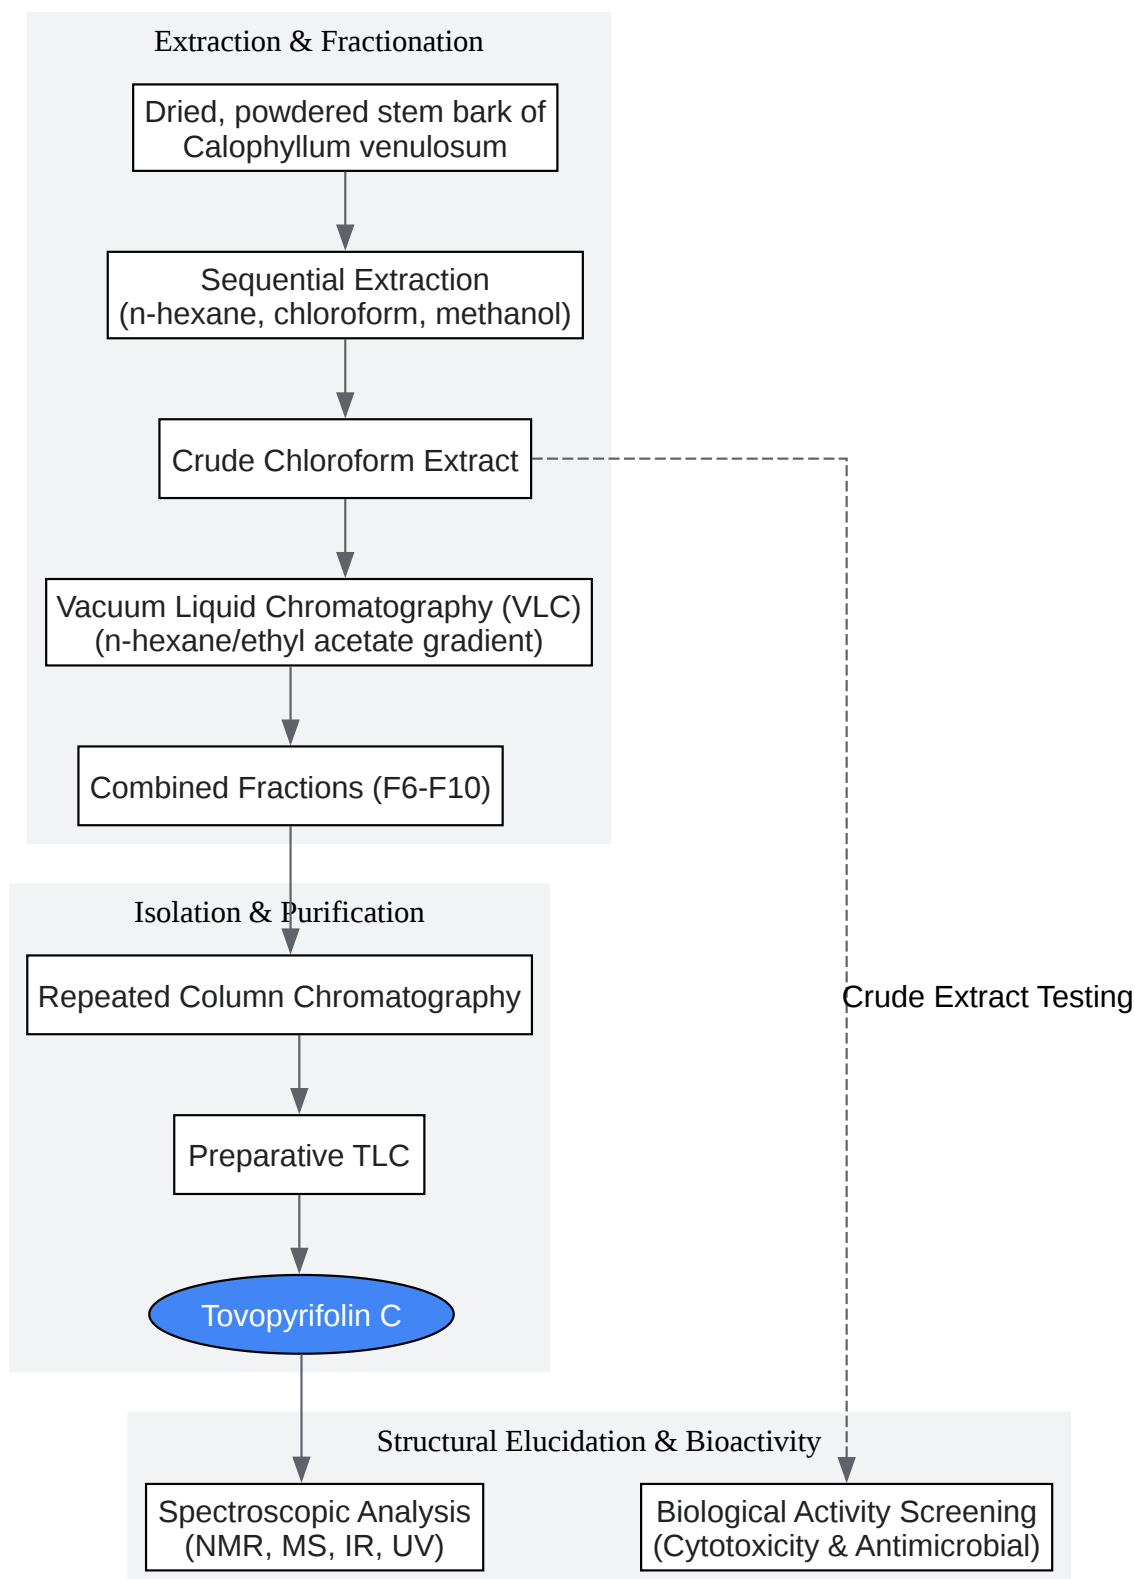 Extraction & Fractionation
Dried, powdered stem bark of
Calophyllum venulosum
Sequential Extraction
(n-hexane, chloroform, methanol)
Crude Chloroform Extract
Vacuum Liquid Chromatography (VLC)
(n-hexane/ethyl acetate gradient)
Combined Fractions (F6-F10)
Isolation & Purification
Repeated Column Chromatography
Crude Extract Testing
Preparative TLC
Tovopyrifolin C
Structural Elucidation & Bioactivity
Spectroscopic Analysis
(NMR, MS, IR, UV)
Biological Activity Screening
(Cytotoxicity & Antimicrobial)